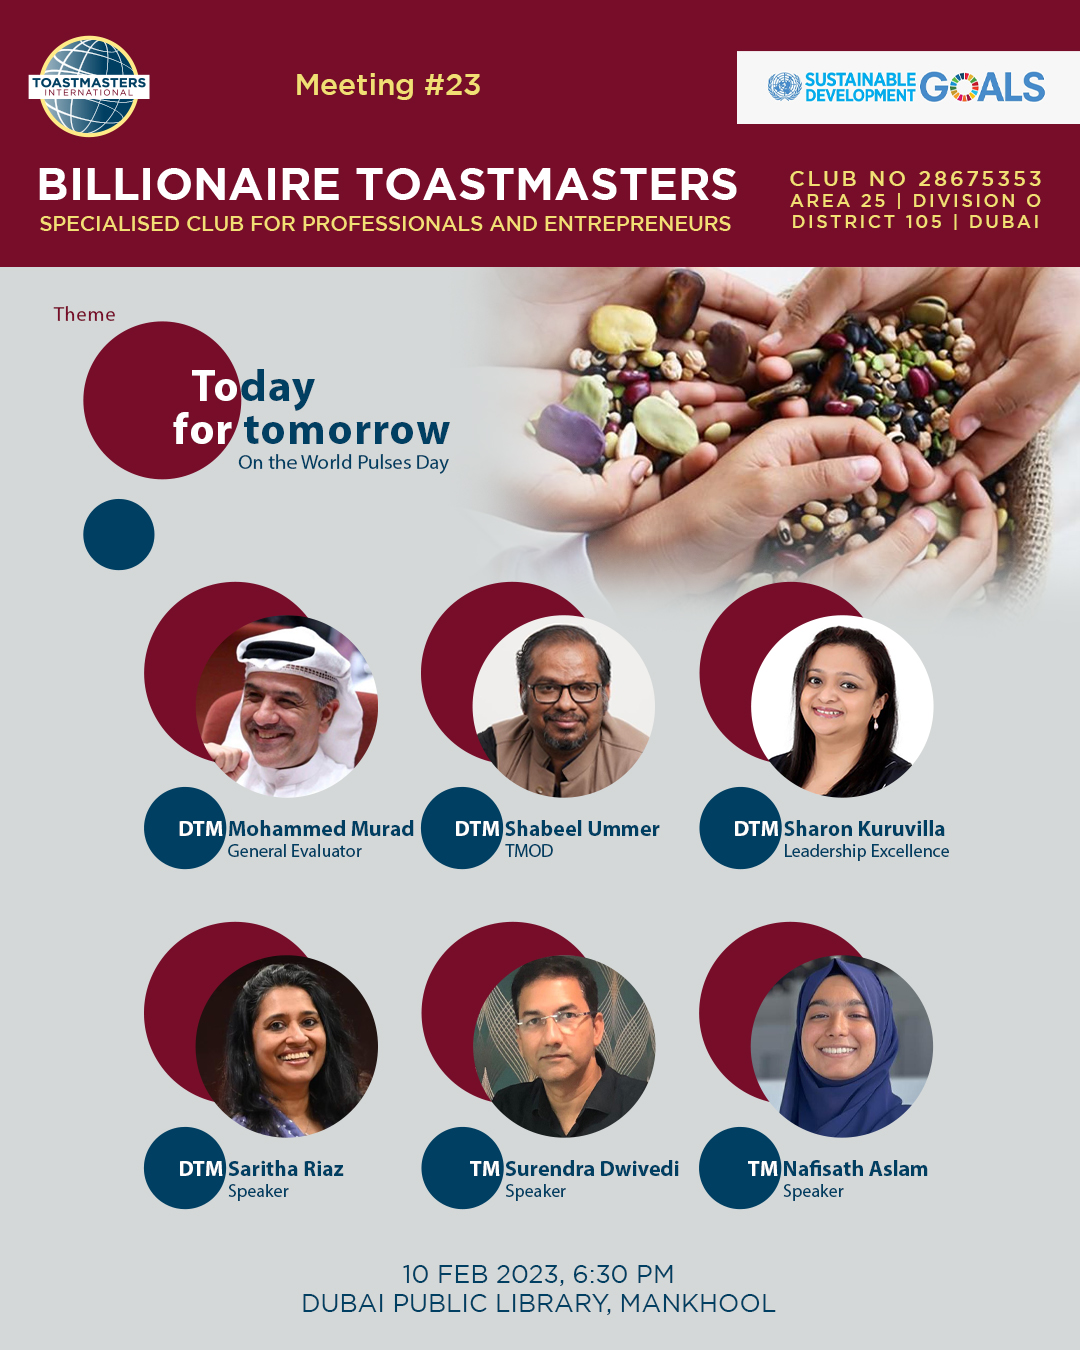 TOASTMASTERS
INTERNATIONAL
Meeting #23
SUSTAINABLE
DEVELOPMENT
GOALS
BILLIONAIRE TOASTMASTERS
SPECIALISED CLUB FOR PROFESSIONALS AND ENTREPRENEURS
CLUB NO 28675353
AREA 25 | DIVISION O
DISTRICT 105 | DUBAI
Theme
Today
for tomorrow
On the World Pulses Day
DTM Mohammed Murad
General Evaluator
DTM Shabeel Ummer
TMOD
DTM Sharon Kuruvilla
Leadership Excellence
DTM Saritha Riaz
Speaker
TM Surendra Dwivedi
Speaker
TM Nafisath Aslam
Speaker
10 FEB 2023, 6:30 PM
DUBAI PUBLIC LIBRARY, MANKHOOL